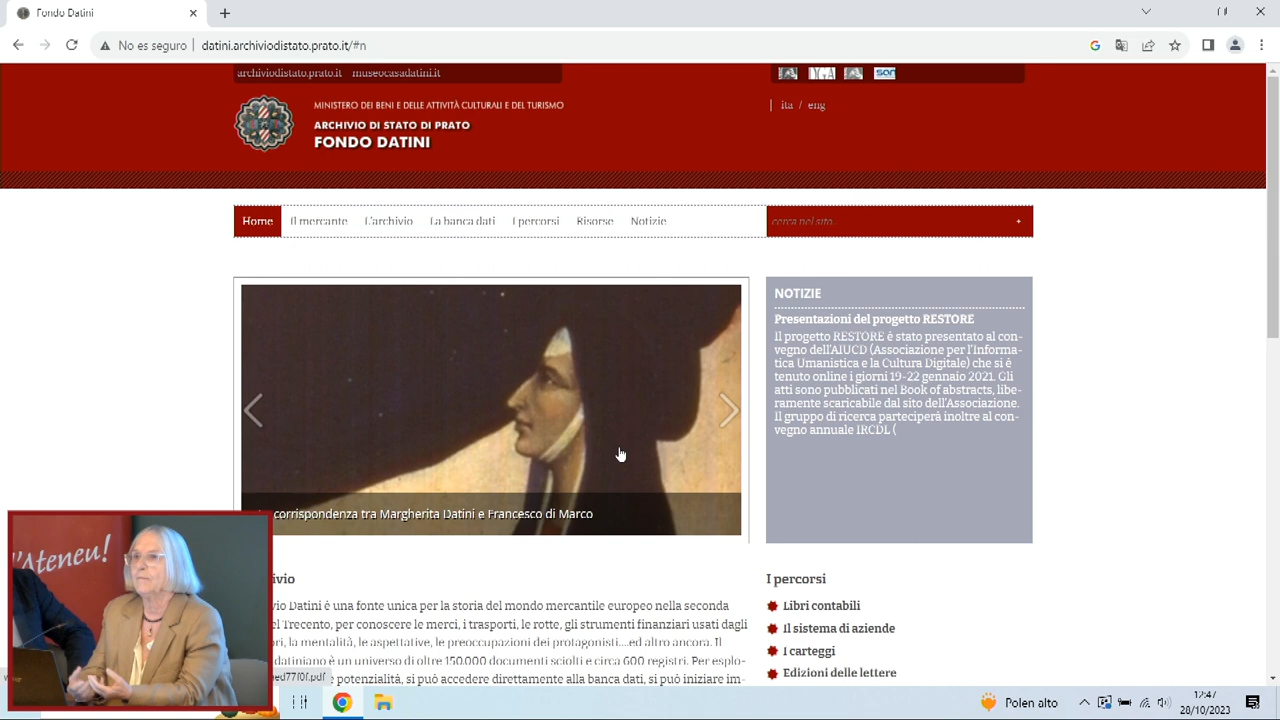 Fondo Datini
No es seguro
datini.archiviodistato.prato.it/#n
archiviodistato.prato.it museocasadatini.it
DGA
san
MINISTERO DEI BENI E DELLE ATTIVITÀ CULTURALI E DEL TURISMO
ita / eng
ARCHIVIO DI STATO DI PRATO
FONDO DATINI
Home Il mercante L'archivio La banca dati I percorsi Risorse Notizie
cerca nel sito...
corrispondenza tra Margherita Datini e Francesco di Marco
NOTIZIE
Presentazioni del progetto RESTORE
Il progetto RESTORE è stato presentato al con-
vegno dell'AIUCD (Associazione per l'Informa-
tica Umanistica e la Cultura Digitale) che si è
tenuto online i giorni 19-22 gennaio 2021. Gli
atti sono pubblicati nel Book of abstracts, libe-
ramente scaricabile dal sito dell'Associazione.
Il gruppo di ricerca parteciperà inoltre al con-
vegno annuale IRCDL (
ivio
vio Datini è una fonte unica per la storia del mondo mercantile europeo nella seconda
el Trecento, per conoscere le merci, i trasporti, le rotte, gli strumenti finanziari usati dagli
ri, la mentalità, le aspettative, le preoccupazioni dei protagonisti....ed altro ancora. Il
datiniano è un universo di oltre 150.000 documenti sciolti e circa 600 registri. Per esplo-
e potenzialità, si può accedere direttamente alla banca dati, si può iniziare im-
I percorsi
Libri contabili
Il sistema di aziende
I carteggi
Edizioni delle lettere
l'Ateneu!
ed77f0f.pdf
Polen alto
12:47
28/10/2023